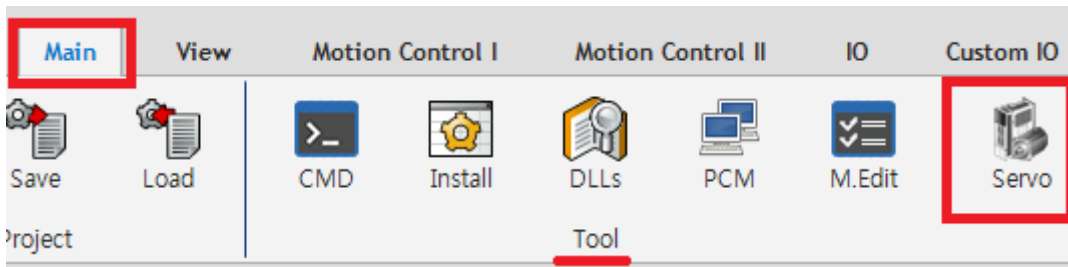 Main View Motion Control I Motion Control II IO Custom IO
Save Load CMD Install DLLs PCM M.Edit Servo
Project Tool